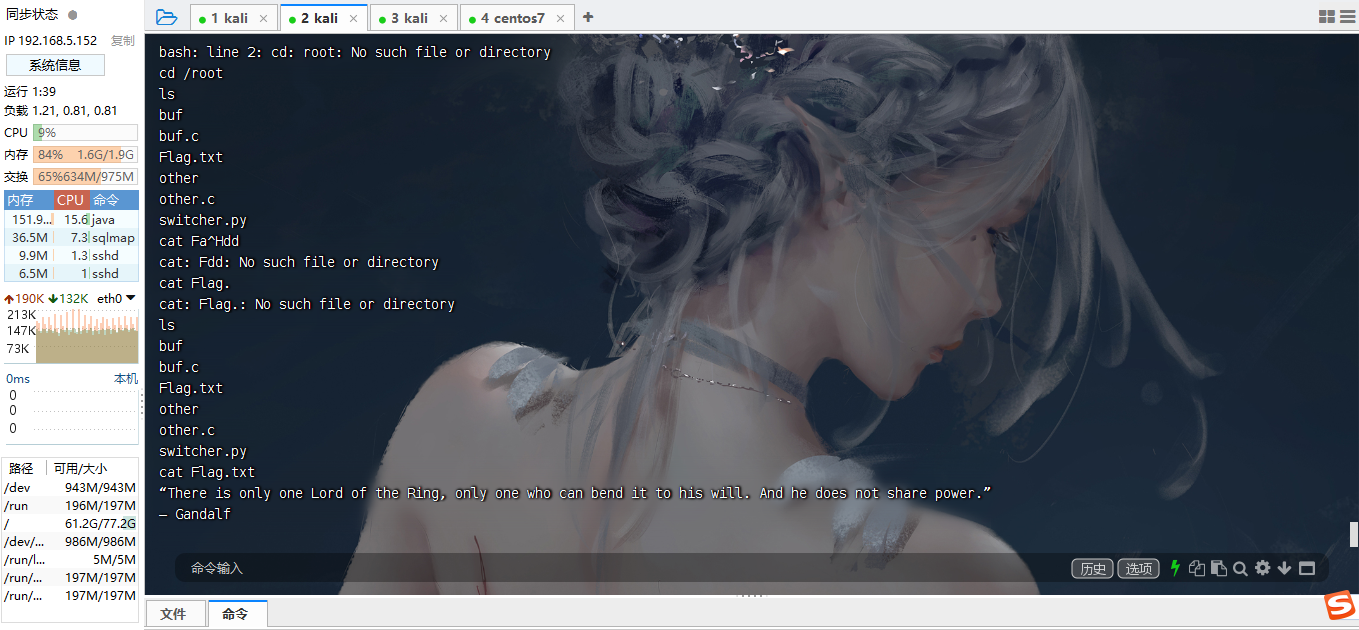 同步状态
IP 192.168.5.152 复制
系统信息
运行 1:39
负载 1.21, 0.81, 0.81
CPU 9%
内存 84% 1.6G/1.9G
交换 65%634M/975M
内存 CPU 命令
151.9... 15.6 java
36.5M 7.3 sqlmap
9.9M 1.3 sshd
6.5M 1 sshd
190K 132K eth0
213K
147K
73K
0ms 本机
0
0
0
路径 可用/大小
/dev 943M/943M
/run 196M/197M
/ 61.2G/77.2G
/dev/... 986M/986M
/run/l... 5M/5M
/run/... 197M/197M
/run/... 197M/197M
1 kali × 2 kali × 3 kali × 4 centos7 × +
bash: line 2: cd: root: No such file or directory
cd /root
ls
buf
buf.c
Flag.txt
other
other.c
switcher.py
cat Fa^Hdd
cat: Fdd: No such file or directory
cat Flag.
cat: Flag.: No such file or directory
ls
buf
buf.c
Flag.txt
other
other.c
switcher.py
cat Flag.txt
“There is only one Lord of the Ring, only one who can bend it to his will. And he does not share power.”
– Gandalf
命令输入 历史 选项
文件 命令
S